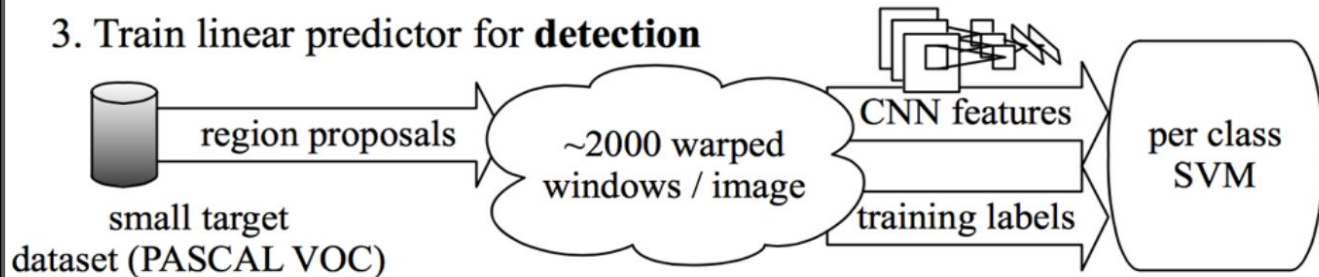 3. Train linear predictor for detection
region proposals
~2000 warped
windows / image
CNN features
training labels
per class
SVM
small target
dataset (PASCAL VOC)